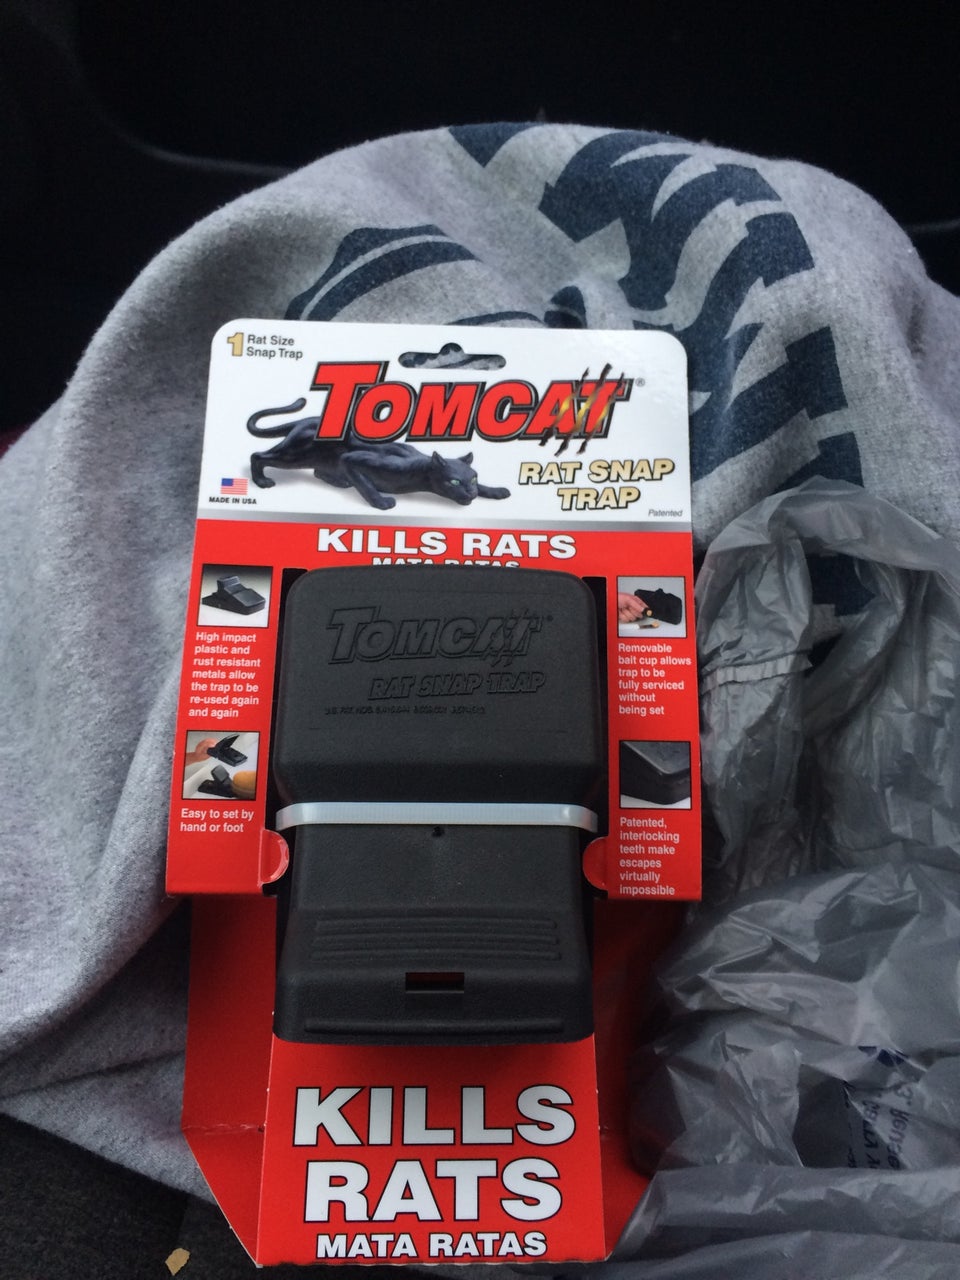 1 Rat Size
Snap Trap
TOMCAT®
RAT SNAP
TRAP
MADE IN USA
Patented
KILLS RATS
MATA RATAS
High impact
plastic and
rust resistant
metals allow
the trap to be
re-used again
and again
Easy to set by
hand or foot
TOMCAT
RAT SNAP TRAP
Removable
bait cup allows
trap to be
fully serviced
without
being set
Patented,
interlocking
teeth make
escapes
virtually
impossible
KILLS
RATS
MATA RATAS